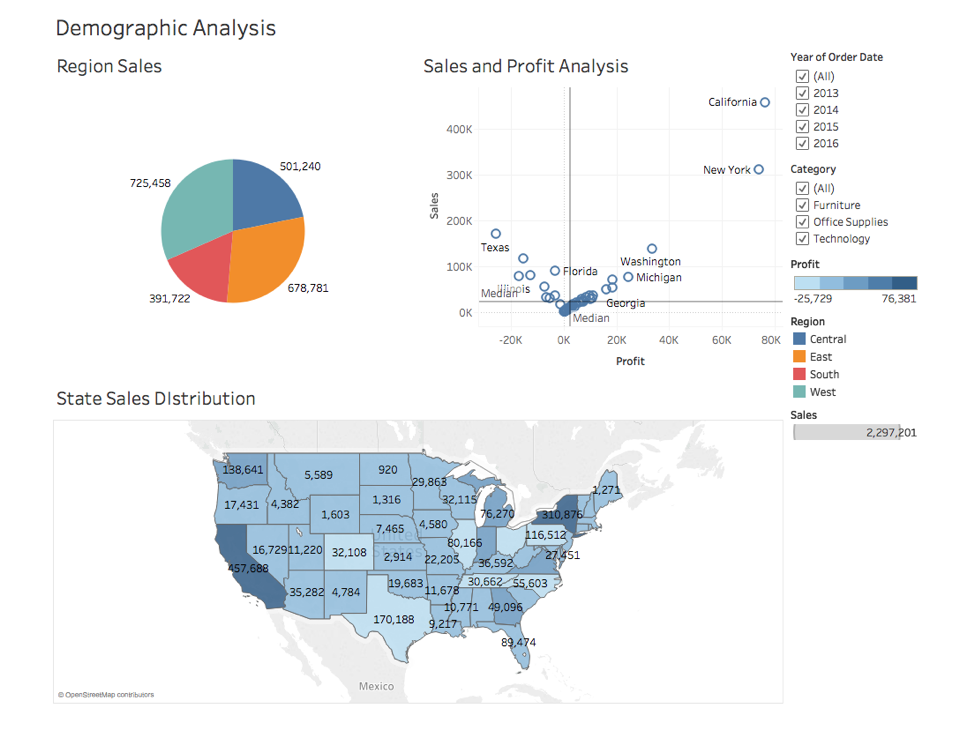 Demographic Analysis
Region Sales
501,240
725,458
678,781
391,722
Sales and Profit Analysis
400K
300K
200K
100K
0K
Sales
California
New York
Texas
Washington
Florida
Michigan
Illinois
Median
Georgia
Median
-20K 0K 20K 40K 60K 80K
Profit
Year of Order Date
(All)
2013
2014
2015
2016
Category
(All)
Furniture
Office Supplies
Technology
Profit
-25,729 76,381
Region
Central
East
South
West
Sales
2,297,201
State Sales DIstribution
138,641
5,589
920
29,863
1,271
17,431
4,382
1,603
1,316
32,115
76,270
310,876
7,465
4,580
116,512
United
States
16,729
11,220
32,108
2,914
22,205
80,166
36,592
27,451
457,688
35,282
4,784
19,683
11,678
30,662
55,603
170,188
10,771
49,096
9,217
89,474
Mexico
© OpenStreetMap contributors